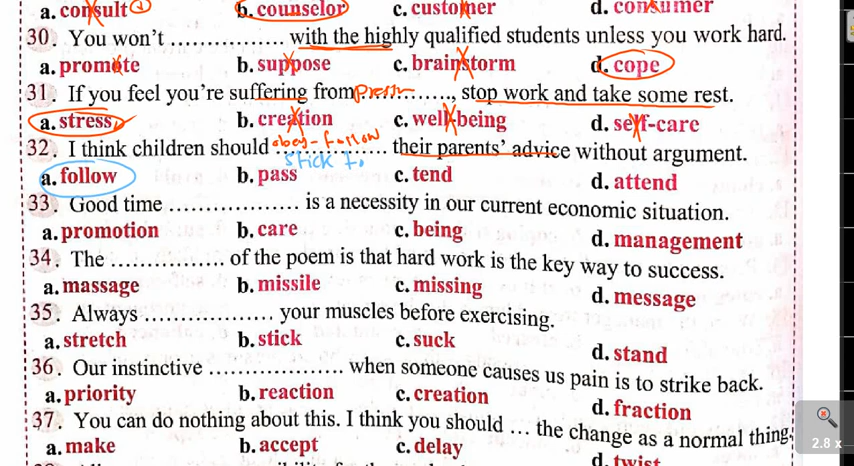 a. consult b. counselor c. customer d. consumer
30. You won't .................. with the highly qualified students unless you work hard.
a. promote b. suppose c. brainstorm d. cope
31. If you feel you're suffering from .................., stop work and take some rest.
a. stress b. creation c. well-being d. self-care
obey - follow
32. I think children should .................. their parents' advice without argument.
stick to
a. follow b. pass c. tend d. attend
33. Good time .................. is a necessity in our current economic situation.
a. promotion b. care c. being d. management
34. The .................. of the poem is that hard work is the key way to success.
a. massage b. missile c. missing d. message
35. Always .................. your muscles before exercising.
a. stretch b. stick c. suck d. stand
36. Our instinctive .................. when someone causes us pain is to strike back.
a. priority b. reaction c. creation d. fraction
37. You can do nothing about this. I think you should ... the change as a normal thing.
a. make b. accept c. delay d. twist
2.8 x